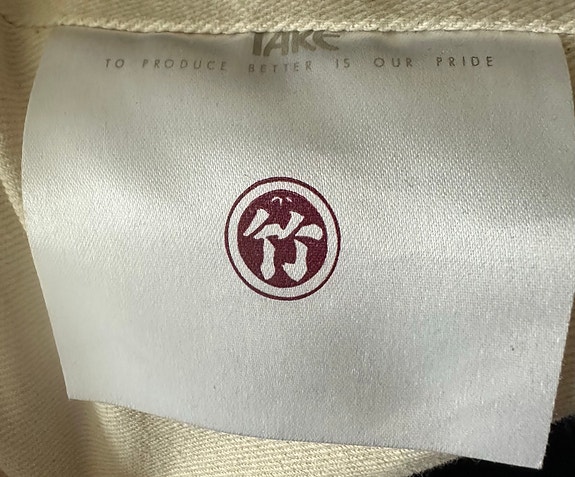 TAKE
TO PRODUCE BETTER IS OUR PRIDE
竹